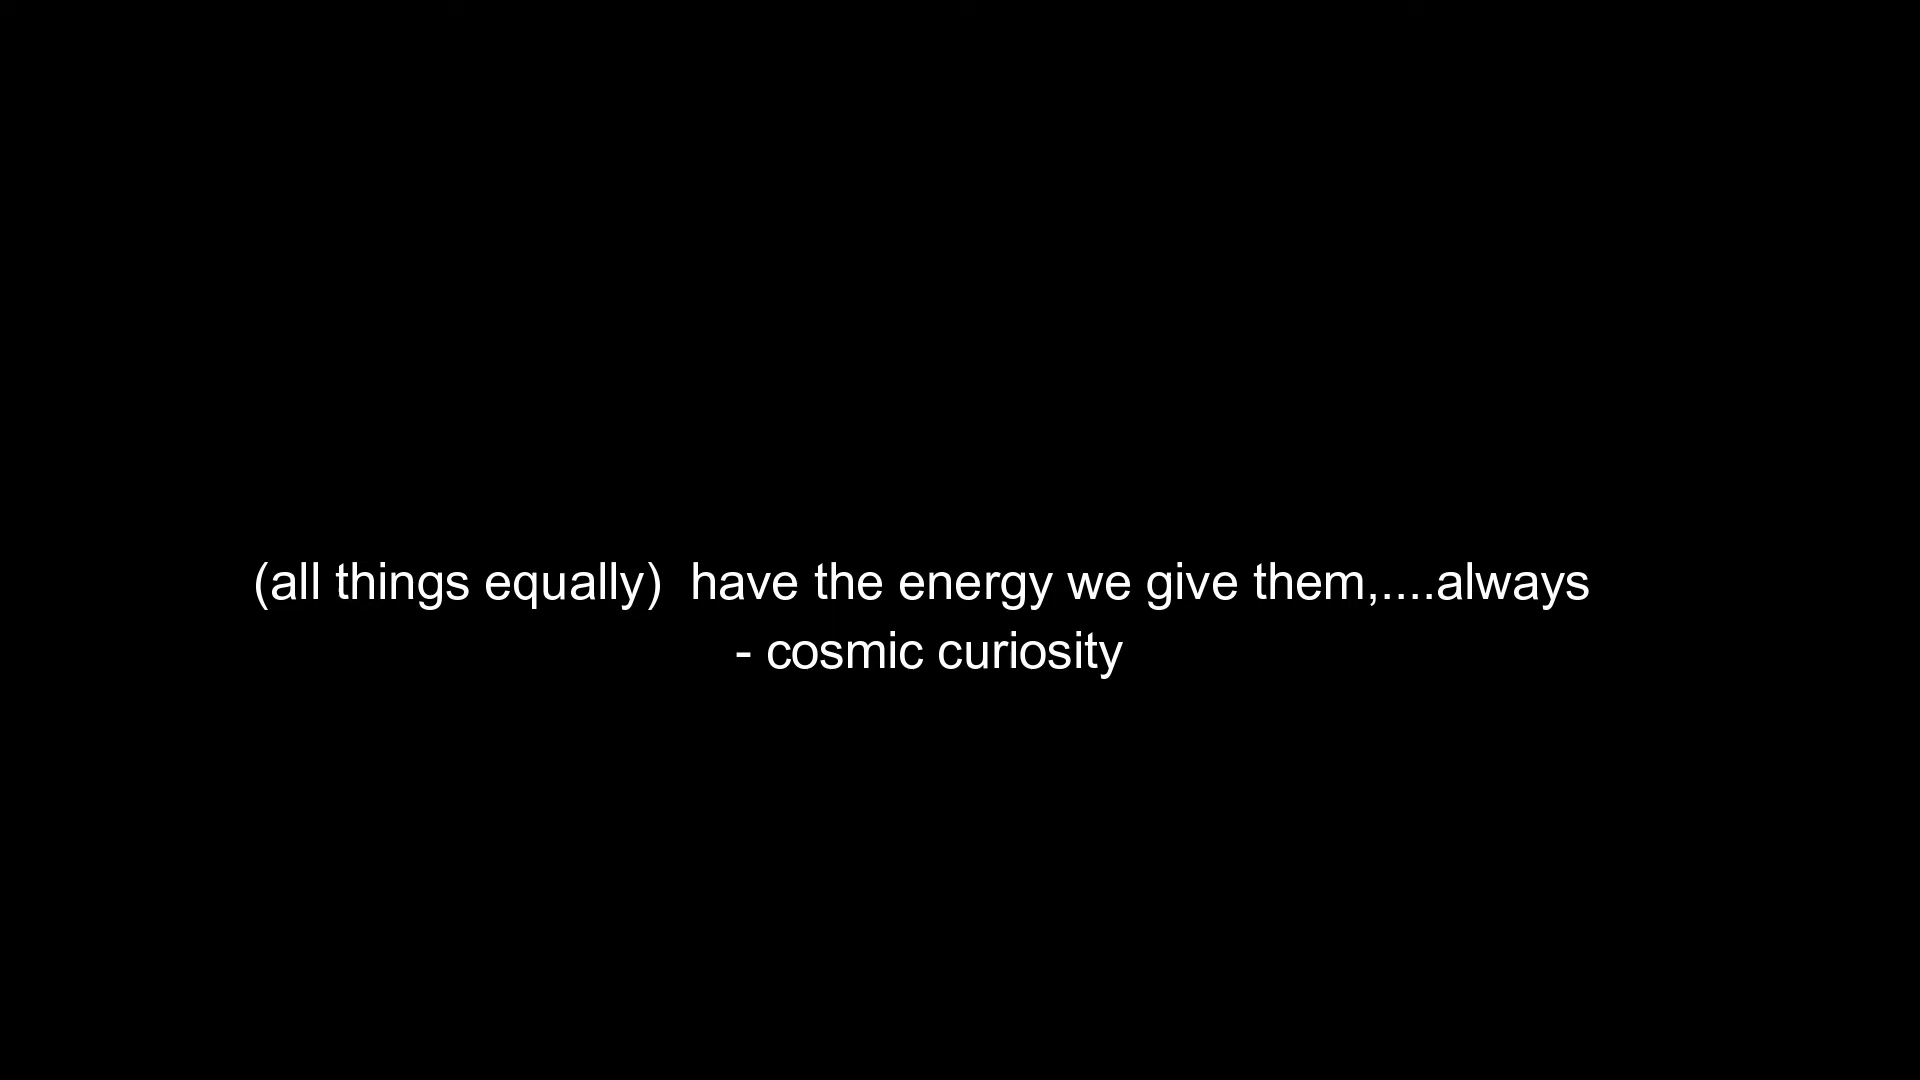 (all things equally)  have the energy we give them,....always
- cosmic curiosity